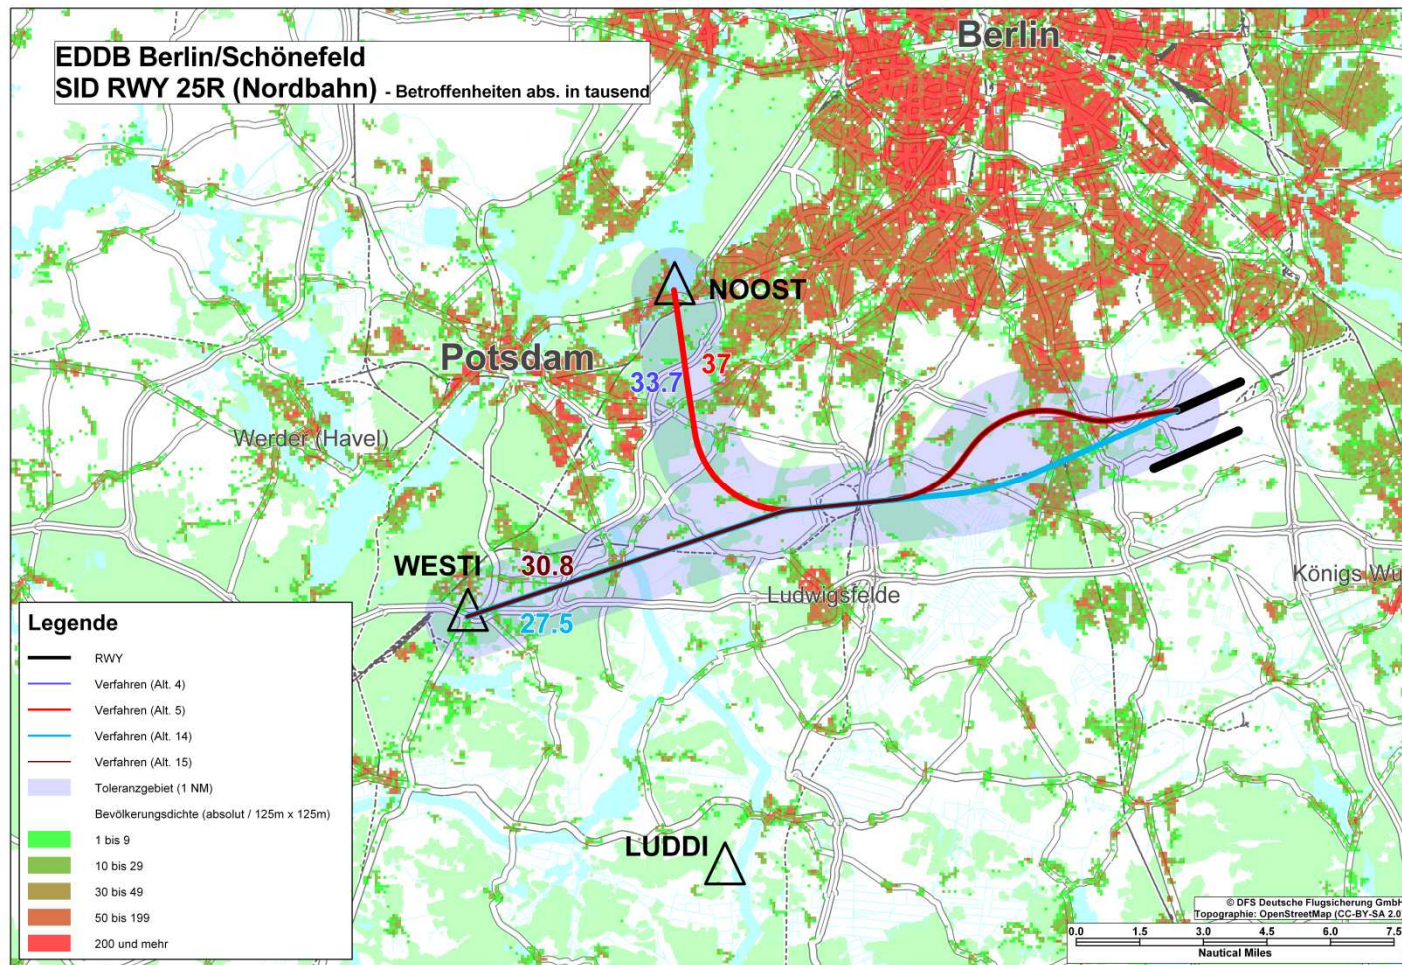 EDDB Berlin/Schönefeld
SID RWY 25R (Nordbahn) - Betroffenheiten abs. in tausend
Berlin
NOOST
Potsdam
33.7
37
Werder (Havel)
WESTI
30.8
27.5
Ludwigsfelde
Königs Wu
LUDDI
Legende
RWY
Verfahren (Alt. 4)
Verfahren (Alt. 5)
Verfahren (Alt. 14)
Verfahren (Alt. 15)
Toleranzgebiet (1 NM)
Bevölkerungsdichte (absolut / 125m x 125m)
1 bis 9
10 bis 29
30 bis 49
50 bis 199
200 und mehr
© DFS Deutsche Flugsicherung GmbH
Topographie: OpenStreetMap (CC-BY-SA 2.0)
0.0 1.5 3.0 4.5 6.0 7.5
Nautical Miles